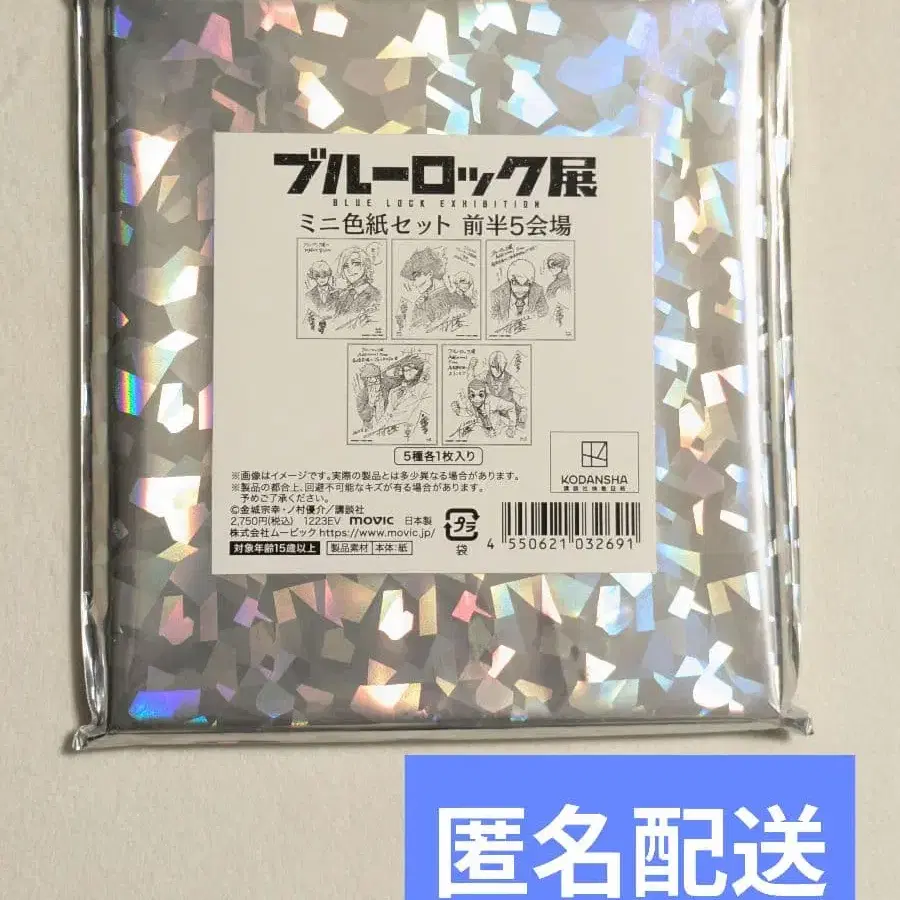 ブルーロック展
BLUE LOCK EXHIBITION
ミニ色紙セット 前半5会場
5種各1枚入り
※画像はイメージです。実際の製品とは多少異なる場合があります。
※製品の都合上、回避不可能なキズが有る場合があります。
予めご了承ください。
©金城宗幸・ノ村優介/講談社
2,750円(税込) 1223EV movic 日本製
株式会社ムービック https://www.movic.jp/
対象年齢15歳以上 製品素材 本体:紙
プラ
袋
KODANSHA
講談社検亀証紙
4 550621 032691
匿名配送